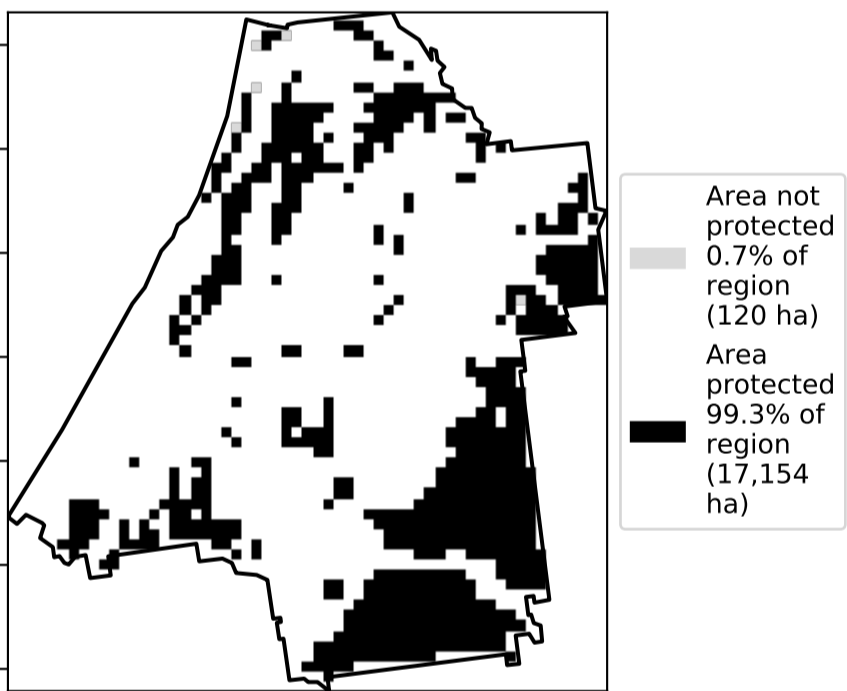 Area not
protected
0.7% of
region
(120 ha)
Area
protected
99.3% of
region
(17,154
ha)